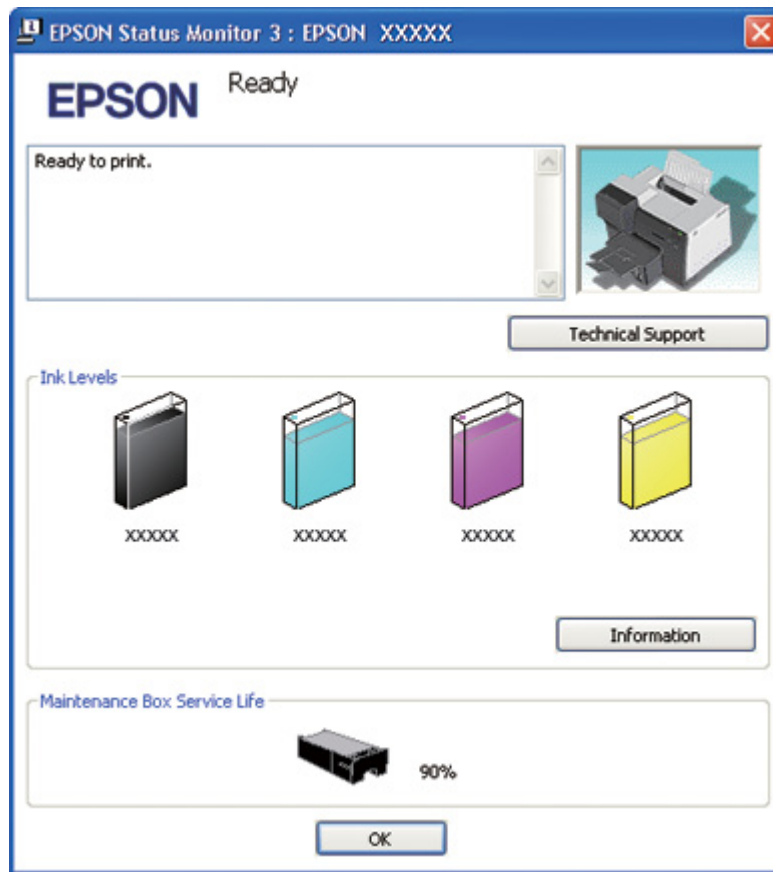 EPSON Status Monitor 3 : EPSON XXXXX
EPSON
Ready
Ready to print.
Technical Support
Ink Levels
XXXXX
XXXXX
XXXXX
XXXXX
Information
Maintenance Box Service Life
90%
OK